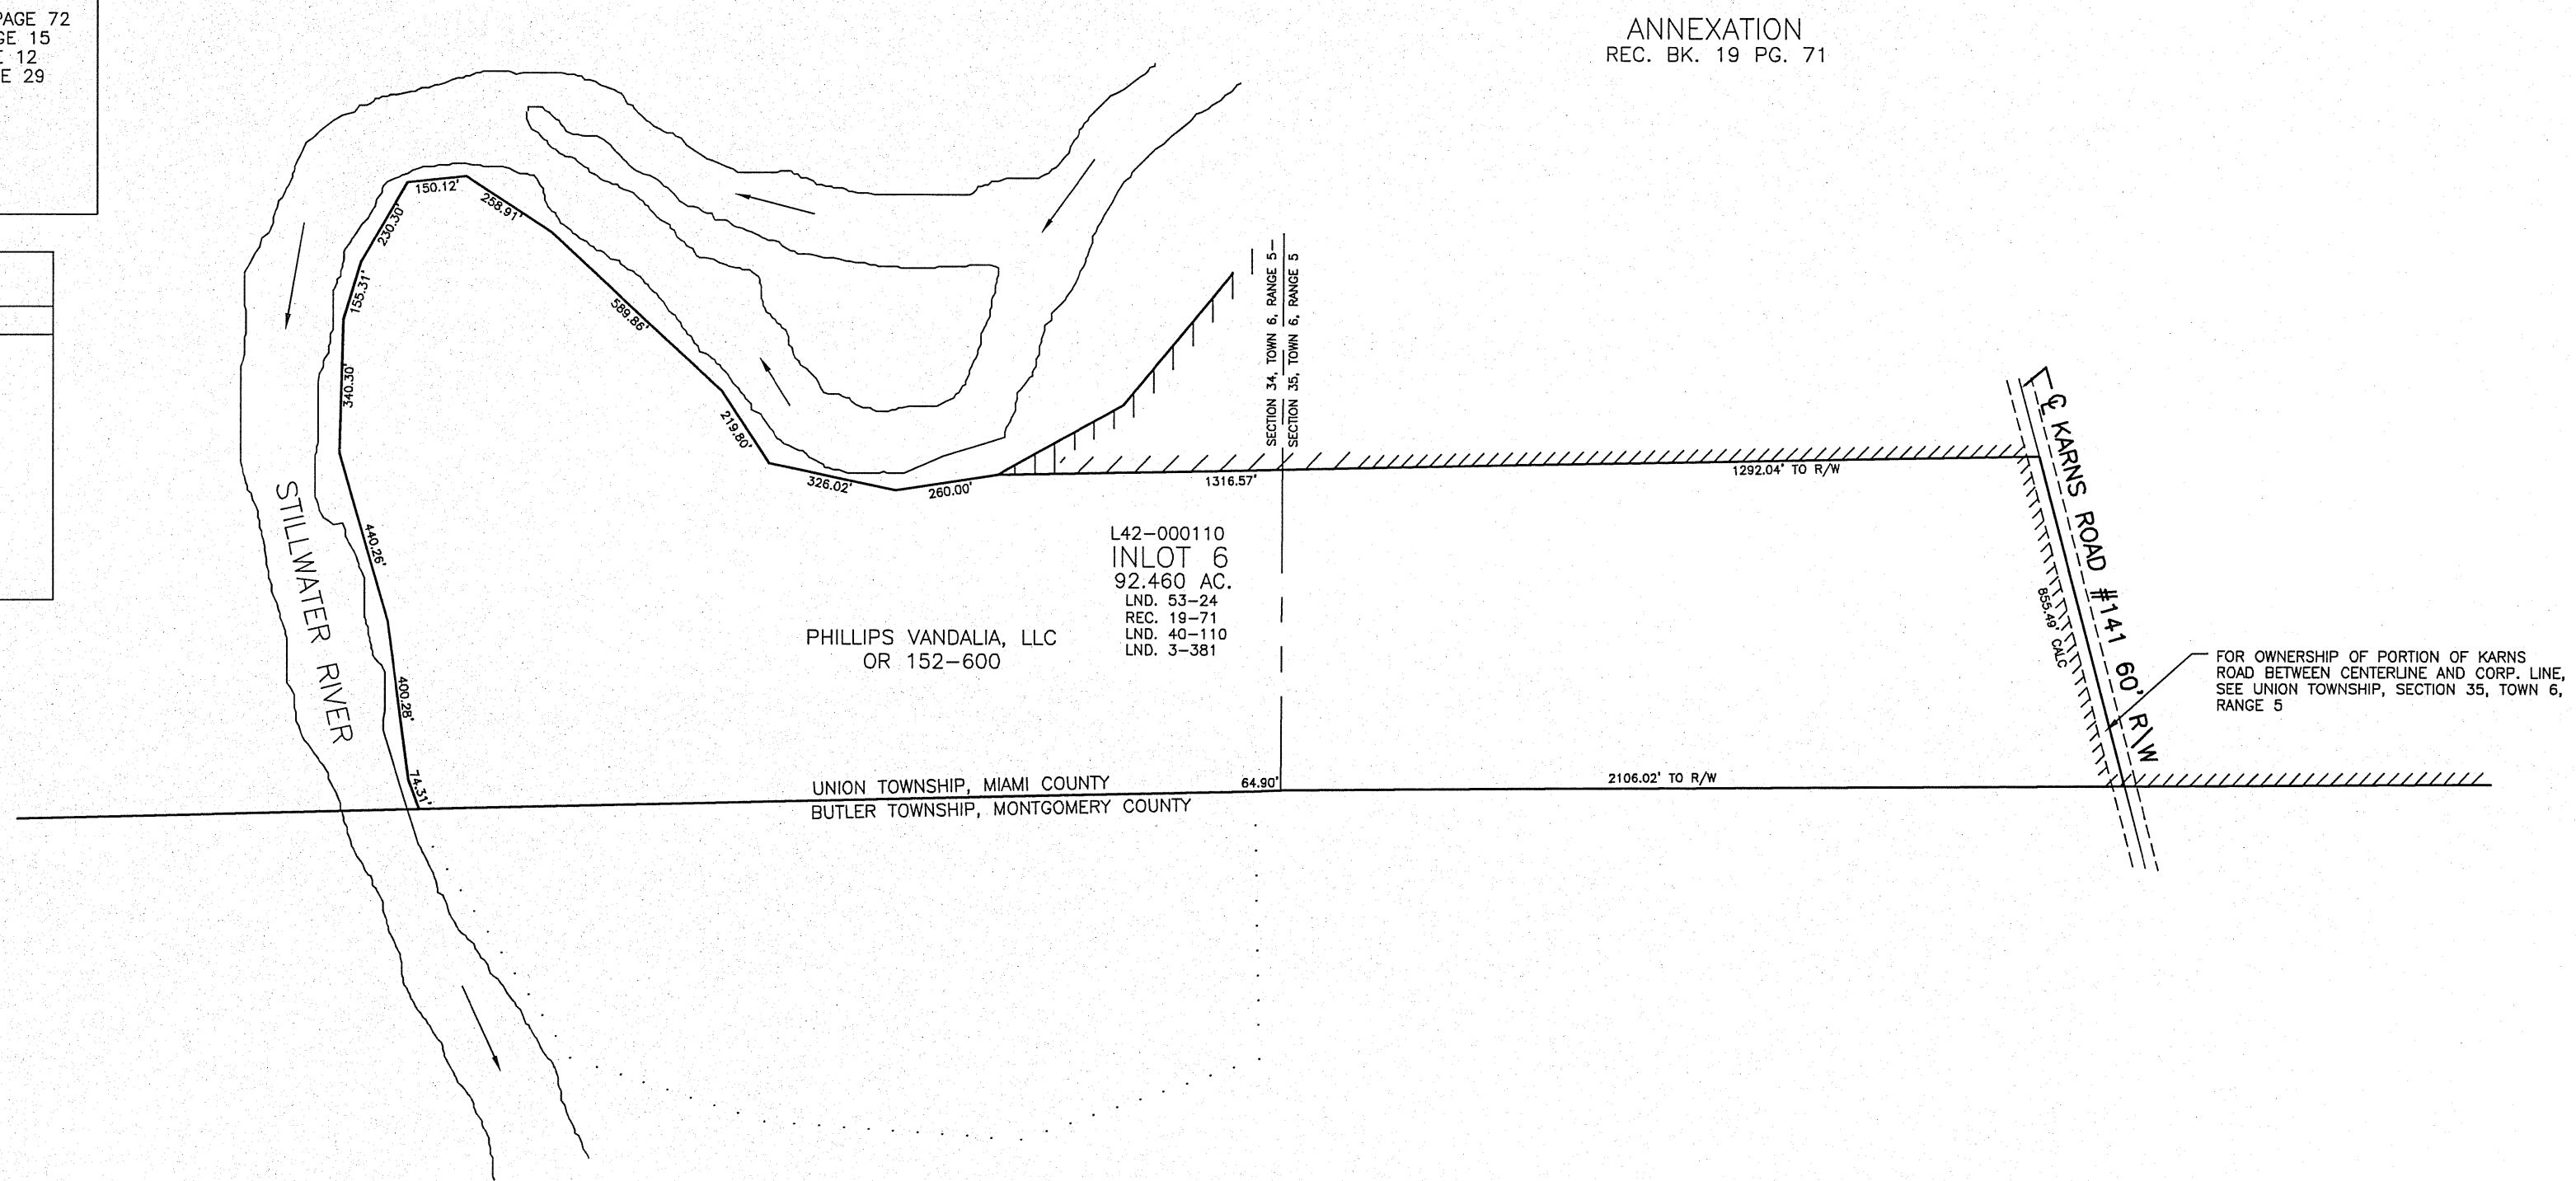 PAGE 72
GE 15
E 12
E 29
ANNEXATION
REC. BK. 19 PG. 71
150.12'
258.91'
230.30'
155.31'
589.86'
340.30'
219.80'
326.02'
260.00'
440.26'
400.28'
74.31'
STILLWATER RIVER
SECTION 34, TOWN 6, RANGE 5
SECTION 35, TOWN 6, RANGE 5
1316.57'
1292.04' TO R/W
L42-000110
INLOT 6
92.460 AC.
LND. 53-24
REC. 19-71
LND. 40-110
LND. 3-381
PHILLIPS VANDALIA, LLC
OR 152-600
℄ KARNS ROAD #141 60' R\W
855.49' CALC
FOR OWNERSHIP OF PORTION OF KARNS
ROAD BETWEEN CENTERLINE AND CORP. LINE,
SEE UNION TOWNSHIP, SECTION 35, TOWN 6,
RANGE 5
UNION TOWNSHIP, MIAMI COUNTY
64.90'
2106.02' TO R/W
BUTLER TOWNSHIP, MONTGOMERY COUNTY